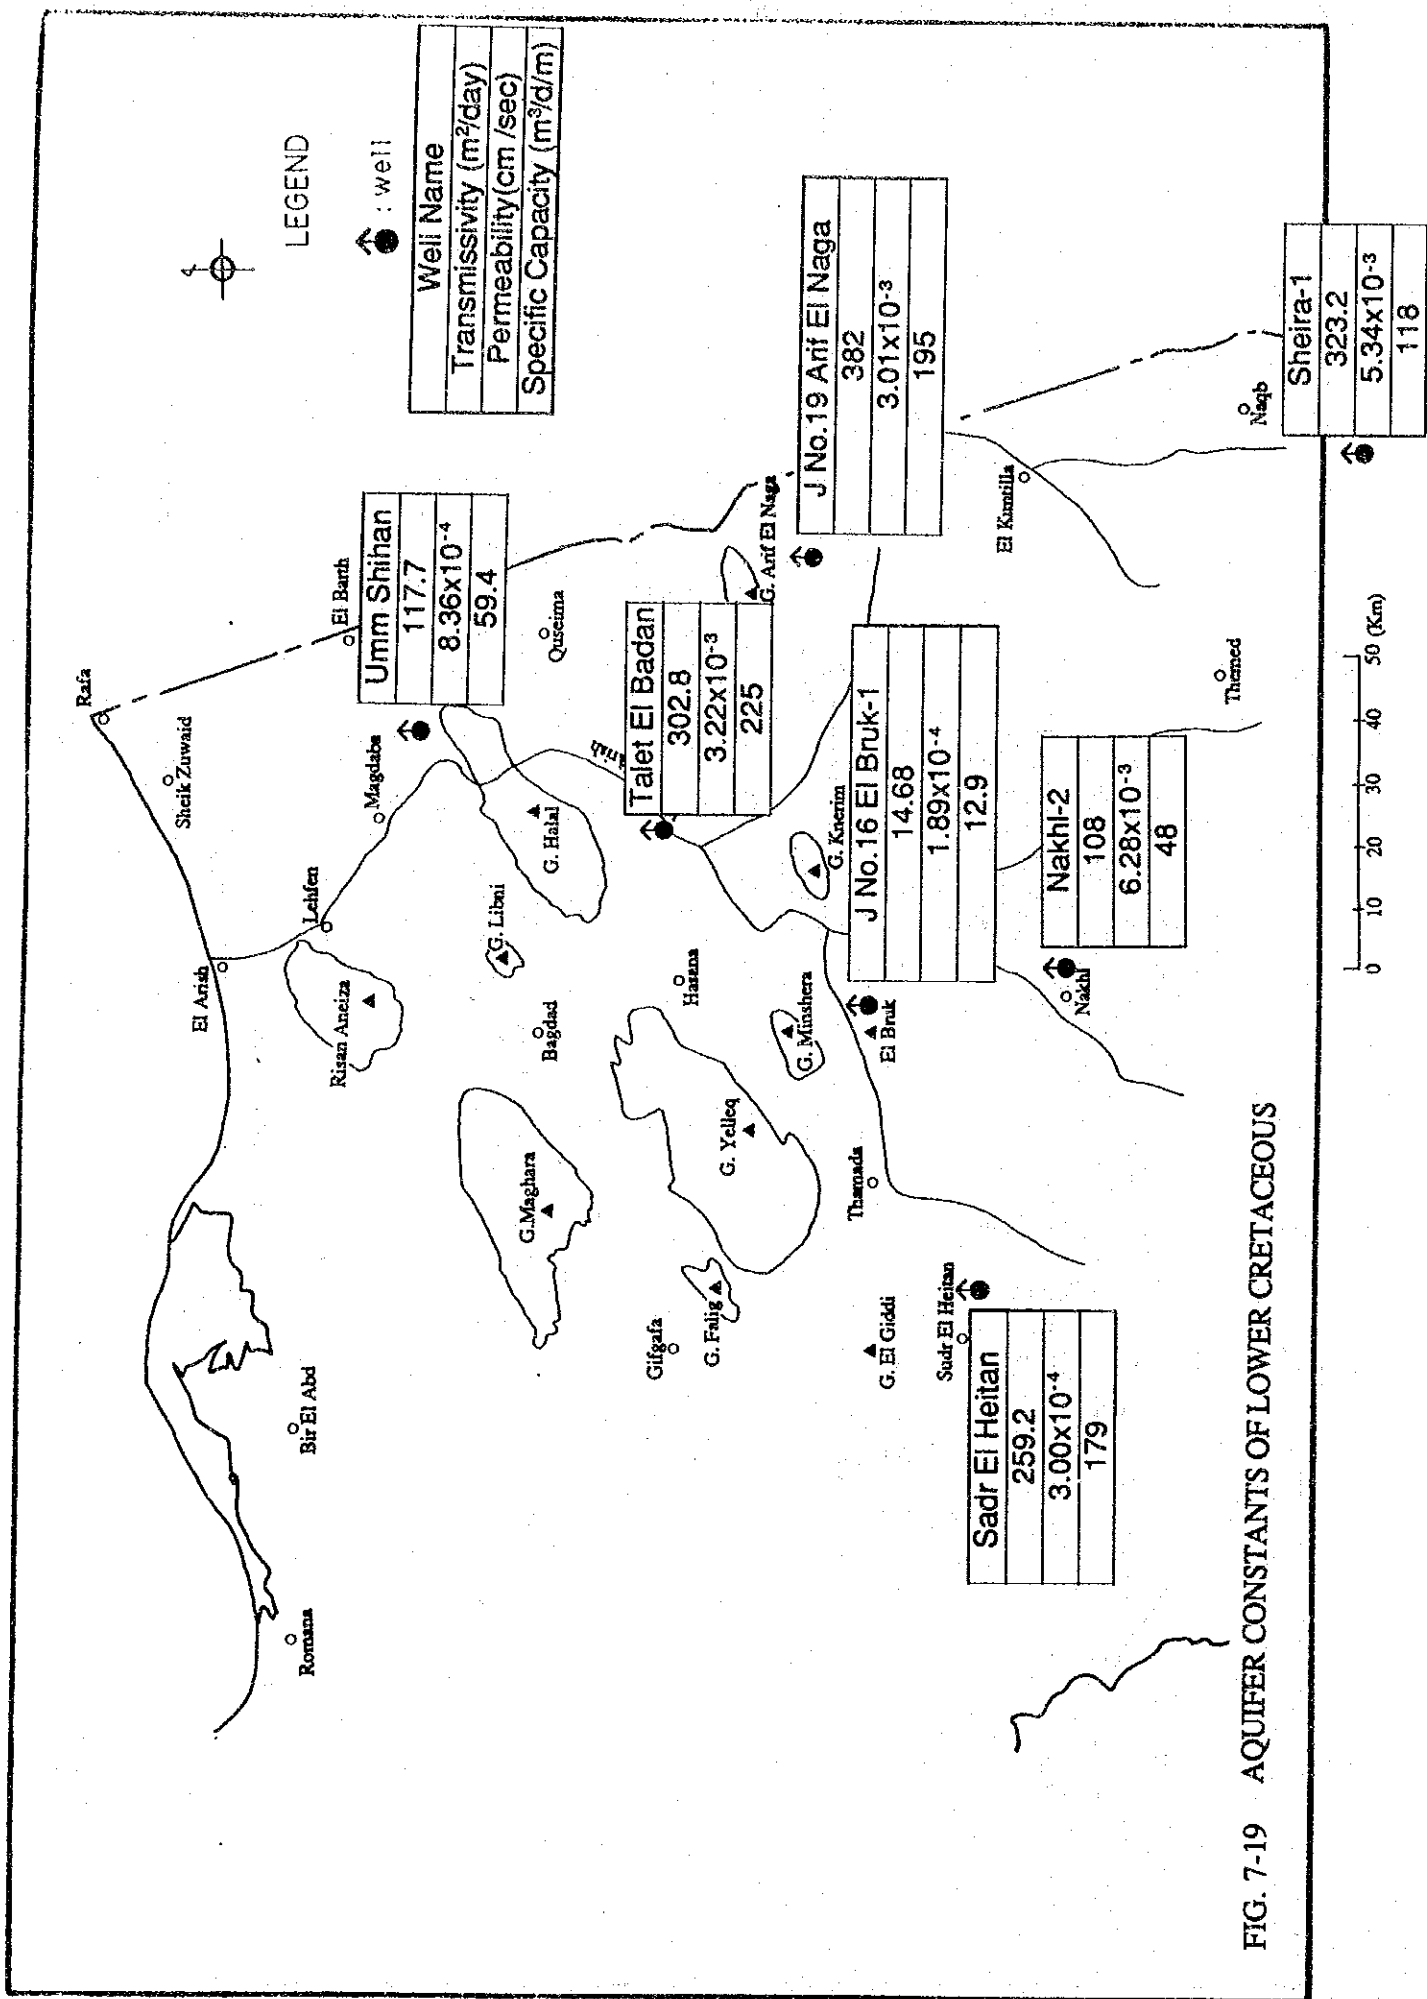 LEGEND
: well
Well Name
Transmissivity (m²/day)
Permeability(cm /sec)
Specific Capacity (m³/d/m)
Rafa
Sheik Zuwaid
El Arish
Lehfen
Magdaba
El Barth
Umm Shihan
117.7
8.36x10⁻⁴
59.4
Risan Aneiza
Romana
Bir El Abd
G.Maghara
Bagdad
G. Libni
G. Halal
Quseima
arish
Talet El Badan
302.8
3.22x10⁻³
225
G. Arif El Naga
J No.19 Arif El Naga
382
3.01x10⁻³
195
Gifgafa
G. Falig
G. Yelleq
Hasana
G. Minshera
G. Knerim
J No.16 El Bruk-1
14.68
1.89x10⁻⁴
12.9
El Bruk
Thamada
G. El Giddi
Sudr El Heitan
Sadr El Heitan
259.2
3.00x10⁻⁴
179
Nakhl
Nakhl-2
108
6.28x10⁻³
48
El Kuntilla
Themed
Naqb
Sheira-1
323.2
5.34x10⁻³
118
0 10 20 30 40 50 (Km)
FIG. 7-19 AQUIFER CONSTANTS OF LOWER CRETACEOUS